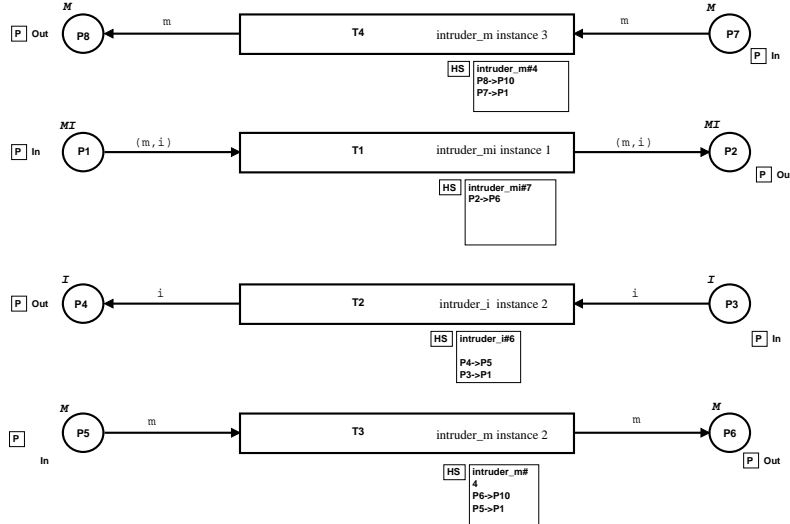 M M
P Out P8 m T4 intruder_m instance 3 m P7
P In
HS intruder_m#4
P8->P10
P7->P1
MI MI
P In P1 (m,i) T1 intruder_mi instance 1 (m,i) P2
P Ou
HS intruder_mi#7
P2->P6
I I
P Out P4 i T2 intruder_i instance 2 i P3
P In
HS intruder_i#6
P4->P5
P3->P1
M M
P P5 m T3 intruder_m instance 2 m P6
In P Out
HS intruder_m#
4
P6->P10
P5->P1